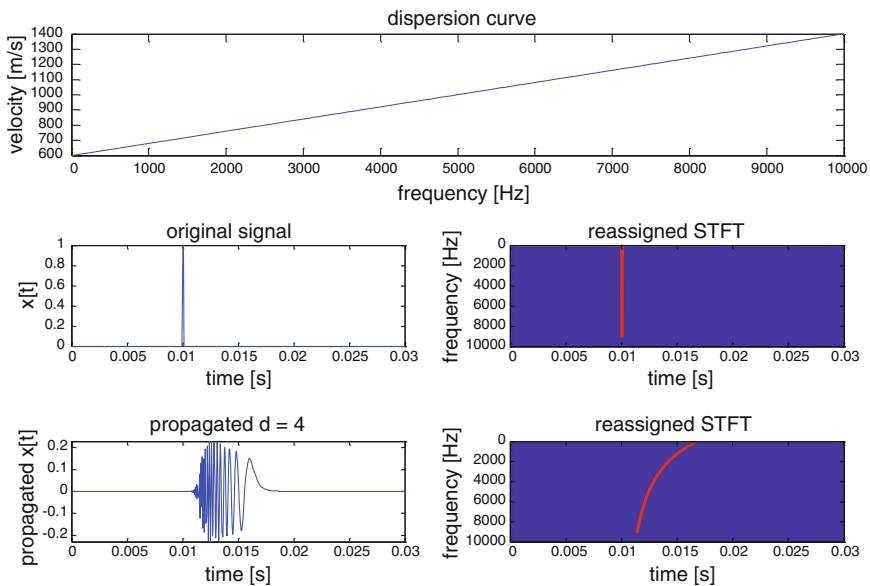 dispersion curve
velocity [m/s]
1400
1300
1200
1100
1000
900
800
700
600
0 1000 2000 3000 4000 5000 6000 7000 8000 9000 10000
frequency [Hz]
original signal
x[t]
1
0.8
0.6
0.4
0.2
0
0 0.005 0.01 0.015 0.02 0.025 0.03
time [s]
reassigned STFT
frequency [Hz]
0
2000
4000
6000
8000
10000
0 0.005 0.01 0.015 0.02 0.025 0.03
time [s]
propagated d = 4
propagated x[t]
0.2
0.1
0
-0.1
-0.2
0 0.005 0.01 0.015 0.02 0.025 0.03
time [s]
reassigned STFT
frequency [Hz]
0
2000
4000
6000
8000
10000
0 0.005 0.01 0.015 0.02 0.025 0.03
time [s]